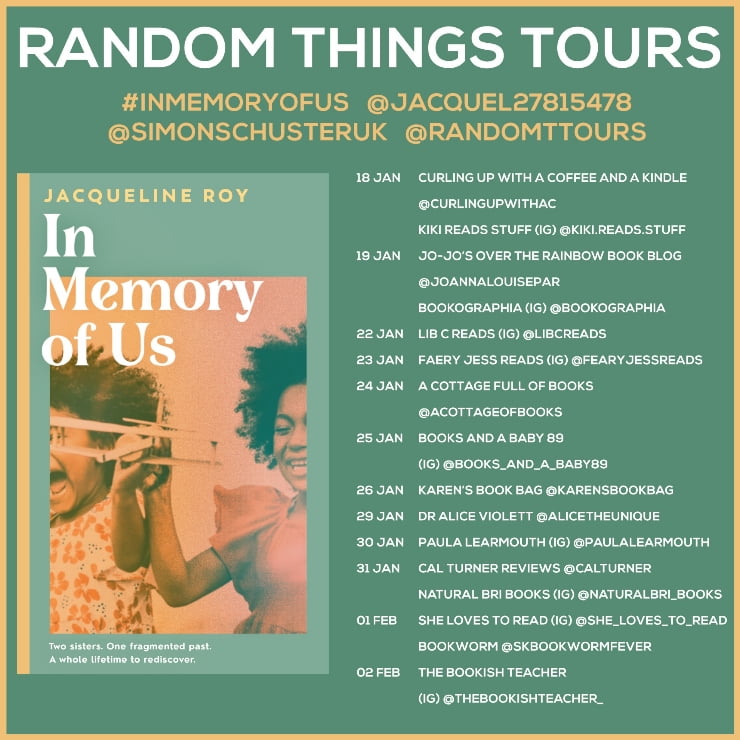 RANDOM THINGS TOURS
#INMEMORYOFUS @JACQUEL27815478
@SIMONSCHUSTERUK @RANDOMTTOURS
JACQUELINE ROY
In
Memory
of Us
Two sisters. One fragmented past.
A whole lifetime to rediscover.
18 JAN CURLING UP WITH A COFFEE AND A KINDLE
@CURLINGUPWITHAC
KIKI READS STUFF (IG) @KIKI.READS.STUFF
19 JAN JO-JO'S OVER THE RAINBOW BOOK BLOG
@JOANNALOUISEPAR
BOOKOGRAPHIA (IG) @BOOKOGRAPHIA
22 JAN LIB C READS (IG) @LIBCREADS
23 JAN FAERY JESS READS (IG) @FEARYJESSREADS
24 JAN A COTTAGE FULL OF BOOKS
@ACOTTAGEOFBOOKS
25 JAN BOOKS AND A BABY 89
(IG) @BOOKS_AND_A_BABY89
26 JAN KAREN'S BOOK BAG @KARENSBOOKBAG
29 JAN DR ALICE VIOLETT @ALICETHEUNIQUE
30 JAN PAULA LEARMOUTH (IG) @PAULALEARMOUTH
31 JAN CAL TURNER REVIEWS @CALTURNER
NATURAL BRI BOOKS (IG) @NATURALBRI_BOOKS
01 FEB SHE LOVES TO READ (IG) @SHE_LOVES_TO_READ
BOOKWORM @SKBOOKWORMFEVER
02 FEB THE BOOKISH TEACHER
(IG) @THEBOOKISHTEACHER_